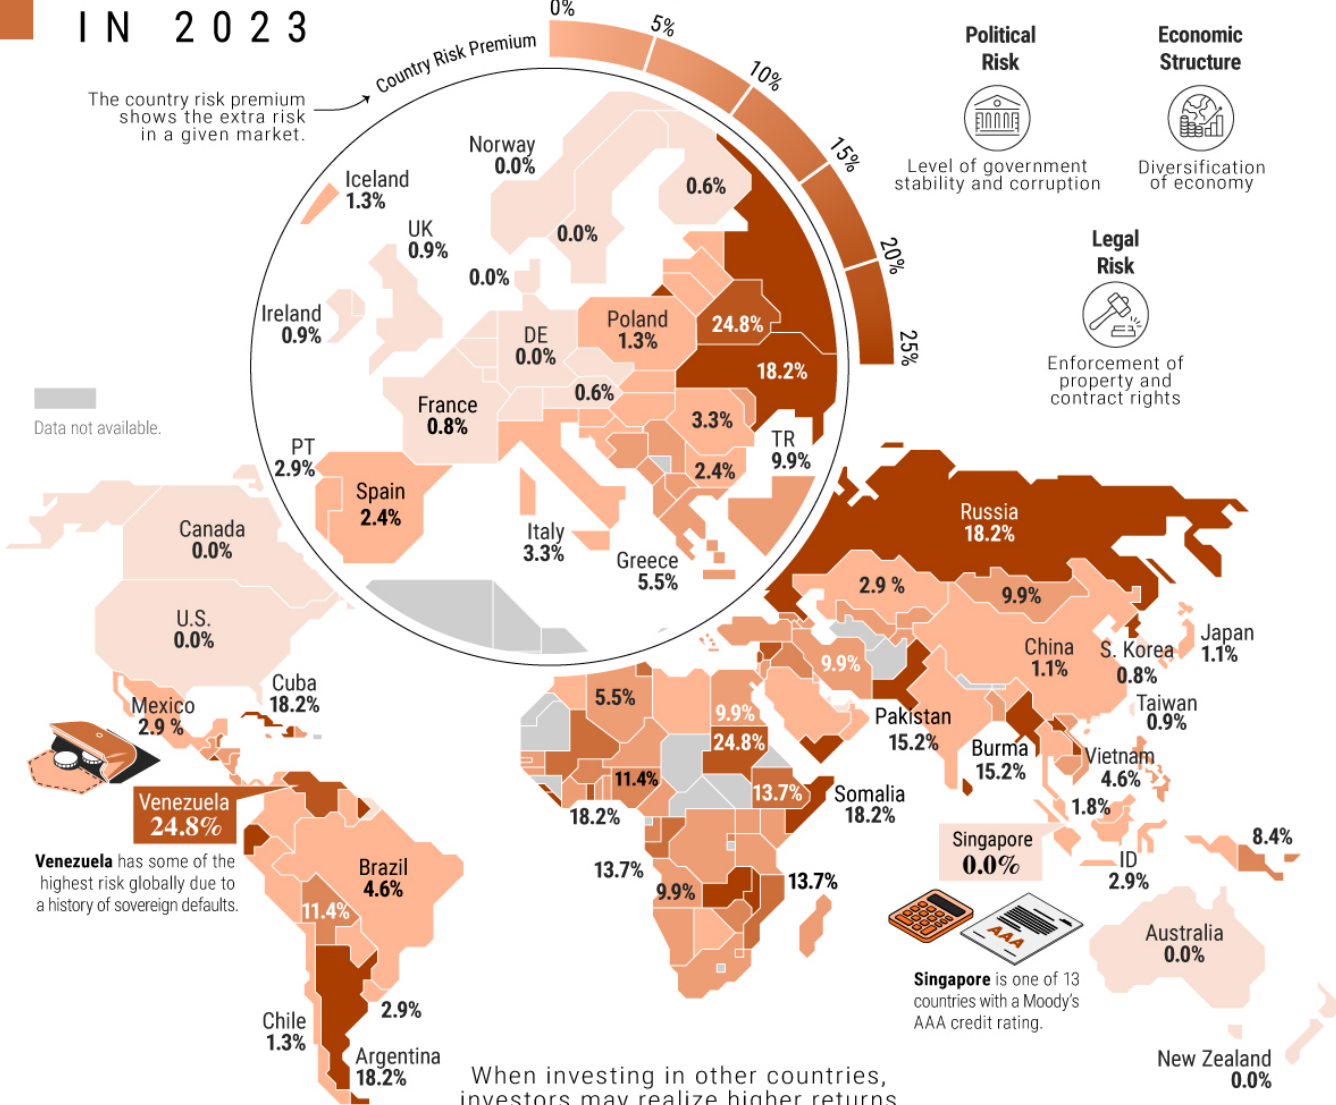 IN 2023
The country risk premium
shows the extra risk
in a given market.
Country Risk Premium
0%
5%
10%
15%
20%
25%
Political
Risk
Level of government
stability and corruption
Economic
Structure
Diversification
of economy
Legal
Risk
Enforcement of
property and
contract rights
Data not available.
Norway
0.0%
Iceland
1.3%
UK
0.9%
0.0%
0.6%
0.0%
Ireland
0.9%
DE
0.0%
Poland
1.3%
24.8%
18.2%
0.6%
France
0.8%
3.3%
2.4%
TR
9.9%
PT
2.9%
Spain
2.4%
Italy
3.3%
Greece
5.5%
Canada
0.0%
U.S.
0.0%
Mexico
2.9 %
Cuba
18.2%
Venezuela
24.8%
Venezuela has some of the
highest risk globally due to
a history of sovereign defaults.
Brazil
4.6%
11.4%
2.9%
Chile
1.3%
Argentina
18.2%
Russia
18.2%
2.9 %
9.9%
China
1.1%
S. Korea
0.8%
Japan
1.1%
Taiwan
0.9%
9.9%
Pakistan
15.2%
Burma
15.2%
Vietnam
4.6%
1.8%
5.5%
9.9%
24.8%
11.4%
13.7%
Somalia
18.2%
18.2%
13.7%
9.9%
13.7%
Singapore
0.0%
ID
2.9%
8.4%
AAA
Singapore is one of 13
countries with a Moody's
AAA credit rating.
Australia
0.0%
New Zealand
0.0%
When investing in other countries,
investors may realize higher returns